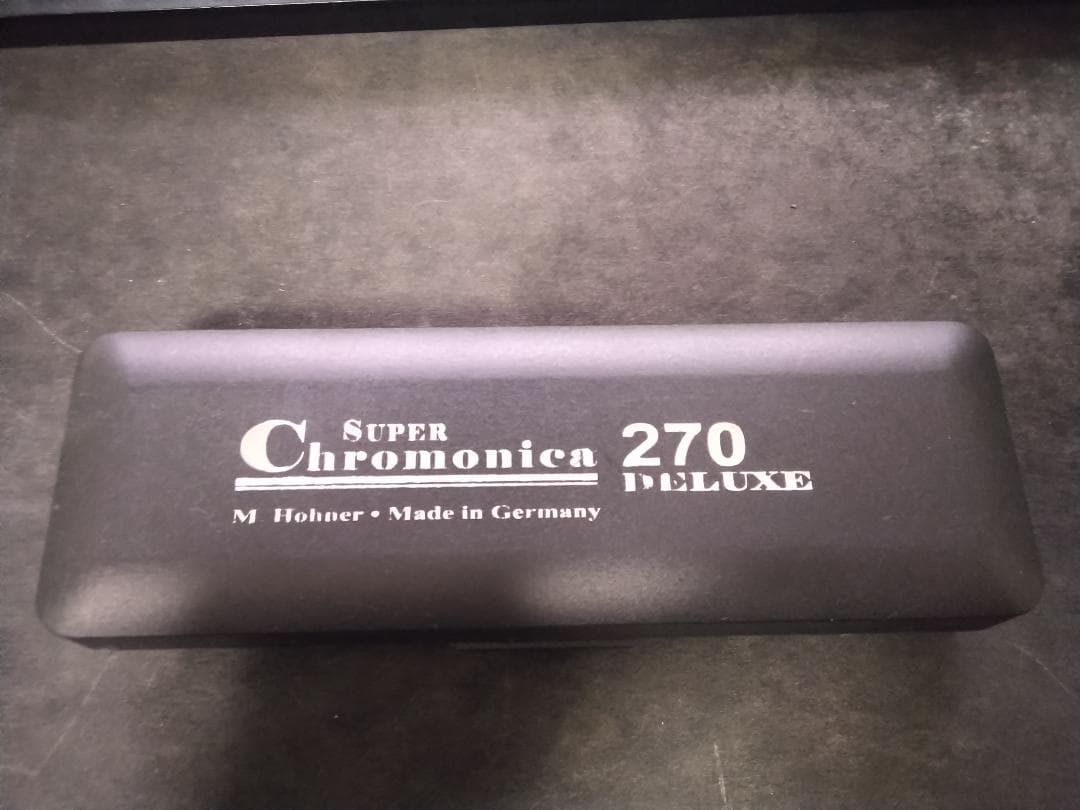 SUPER
Chromonica 270
DELUXE
M Hohner • Made in Germany